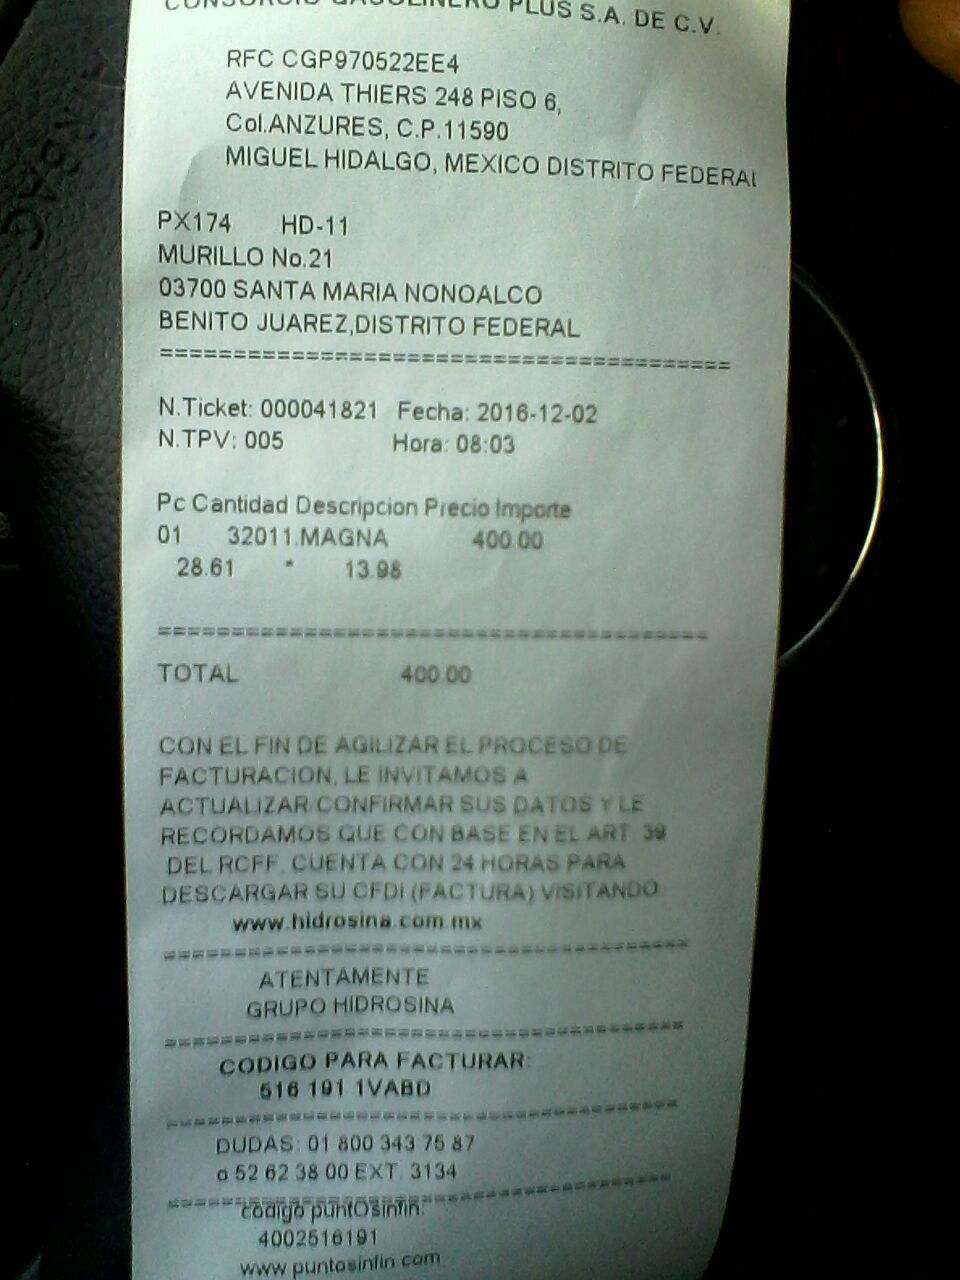 CONSORCIO GASOLINERO PLUS S.A. DE C.V.
RFC CGP970522EE4
AVENIDA THIERS 248 PISO 6,
Col.ANZURES, C.P.11590
MIGUEL HIDALGO, MEXICO DISTRITO FEDERAL
PX174 HD-11
MURILLO No.21
03700 SANTA MARIA NONOALCO
BENITO JUAREZ,DISTRITO FEDERAL
======================================
N.Ticket: 000041821 Fecha: 2016-12-02
N.TPV: 005 Hora: 08:03
Pc Cantidad Descripcion Precio Importe
01 32011.MAGNA 400.00
28.61 * 13.98
======================================
TOTAL 400.00
CON EL FIN DE AGILIZAR EL PROCESO DE
FACTURACION, LE INVITAMOS A
ACTUALIZAR/CONFIRMAR SUS DATOS Y LE
RECORDAMOS QUE CON BASE EN EL ART. 39
DEL RCFF. CUENTA CON 24 HORAS PARA
DESCARGAR SU CFDI (FACTURA) VISITANDO
www.hidrosina.com.mx
======================================
ATENTAMENTE
GRUPO HIDROSINA
======================================
CODIGO PARA FACTURAR:
516 191 1VABD
======================================
DUDAS: 01 800 343 75 87
o 52 62 38 00 EXT. 3134
======================================
codigo puntOsinfin:
4002516191
www.puntosinfin.com